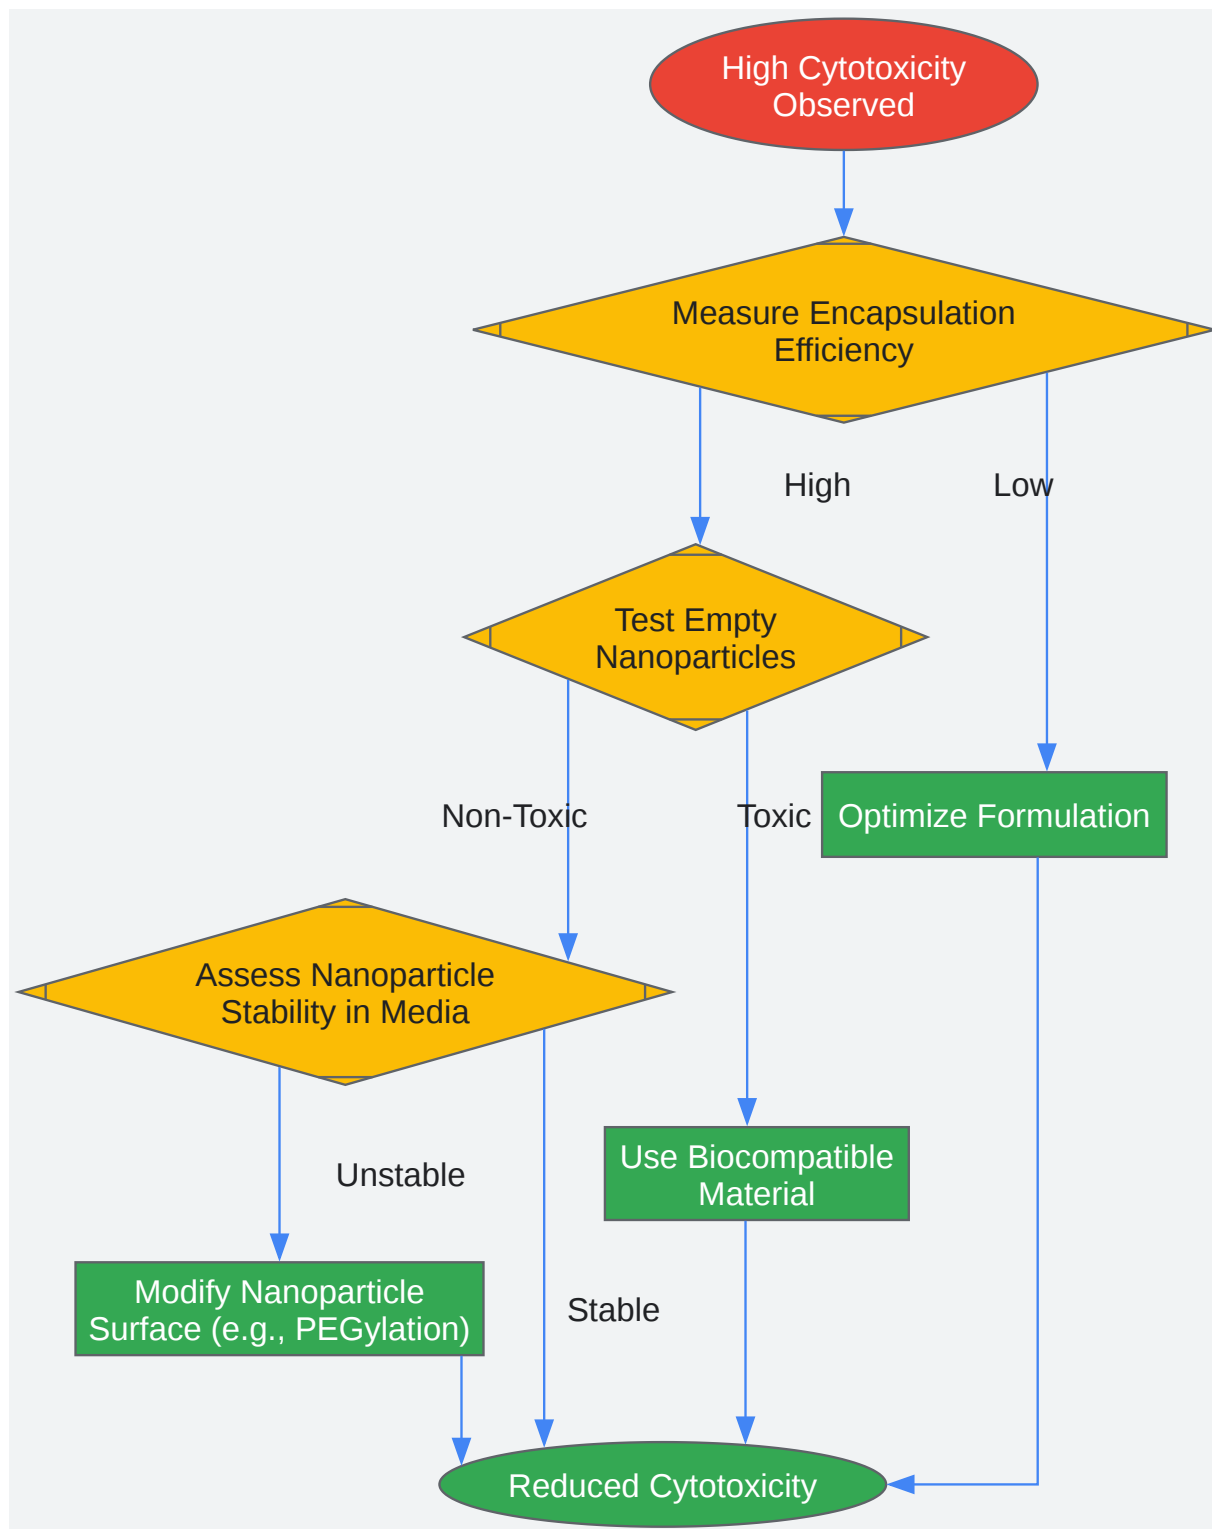 High Cytotoxicity
Observed
Measure Encapsulation
Efficiency
High
Low
Test Empty
Nanoparticles
Non-Toxic
Toxic
Optimize Formulation
Assess Nanoparticle
Stability in Media
Use Biocompatible
Material
Unstable
Modify Nanoparticle
Surface (e.g., PEGylation)
Stable
Reduced Cytotoxicity